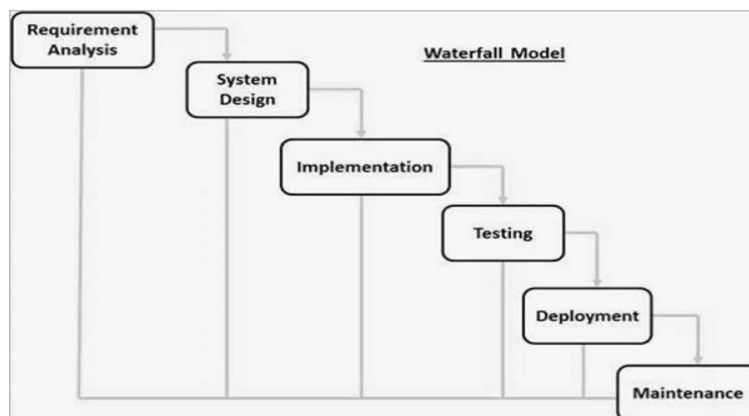 Requirement
Analysis
Waterfall Model
System
Design
Implementation
Testing
Deployment
Maintenance